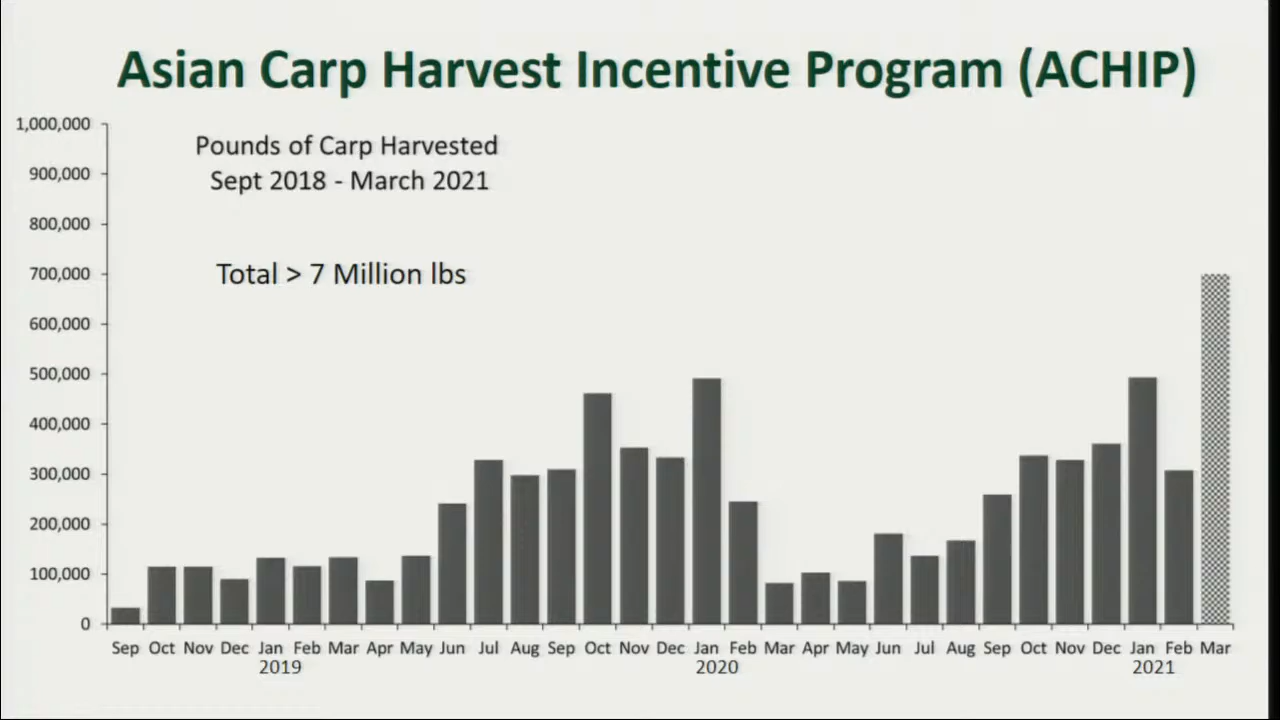 Asian Carp Harvest Incentive Program (ACHIP)
Pounds of Carp Harvested
Sept 2018 - March 2021
Total > 7 Million lbs
1,000,000
900,000
800,000
700,000
600,000
500,000
400,000
300,000
200,000
100,000
0
Sep Oct Nov Dec Jan Feb Mar Apr May Jun Jul Aug Sep Oct Nov Dec Jan Feb Mar Apr May Jun Jul Aug Sep Oct Nov Dec Jan Feb Mar
2019 2020 2021